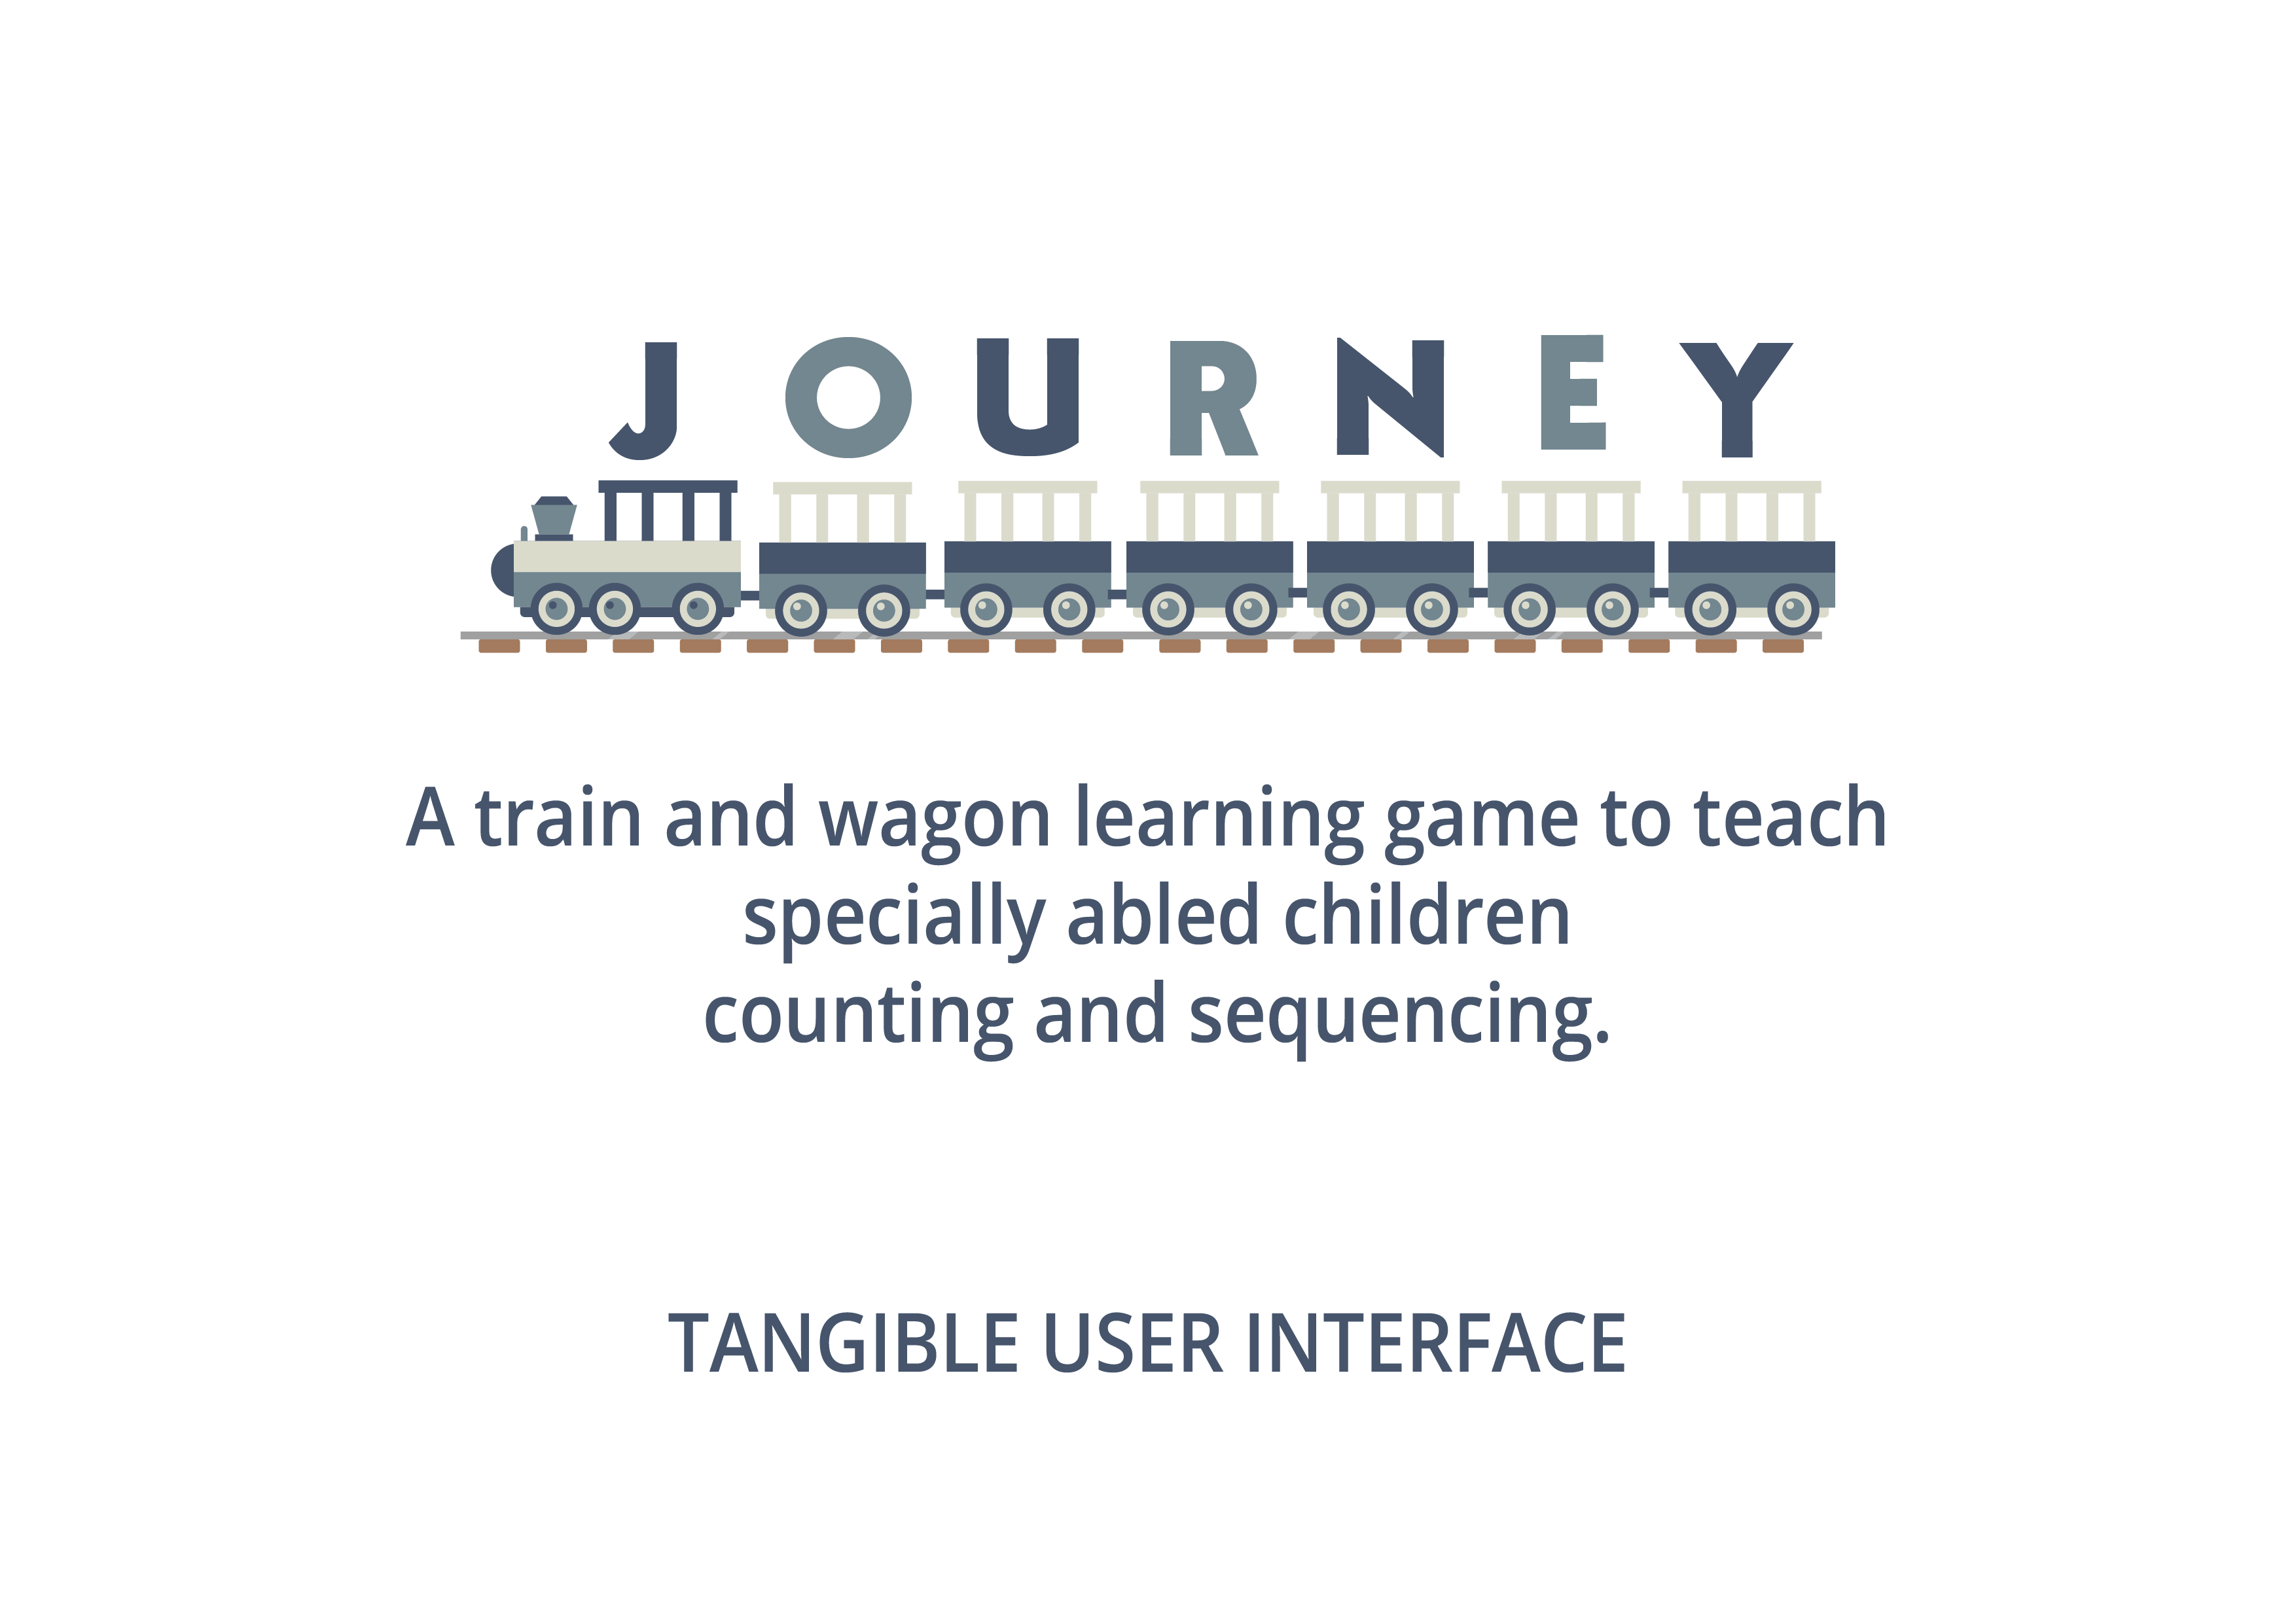 JOURNEY
A train and wagon learning game to teach
specially abled children
counting and sequencing.
TANGIBLE USER INTERFACE